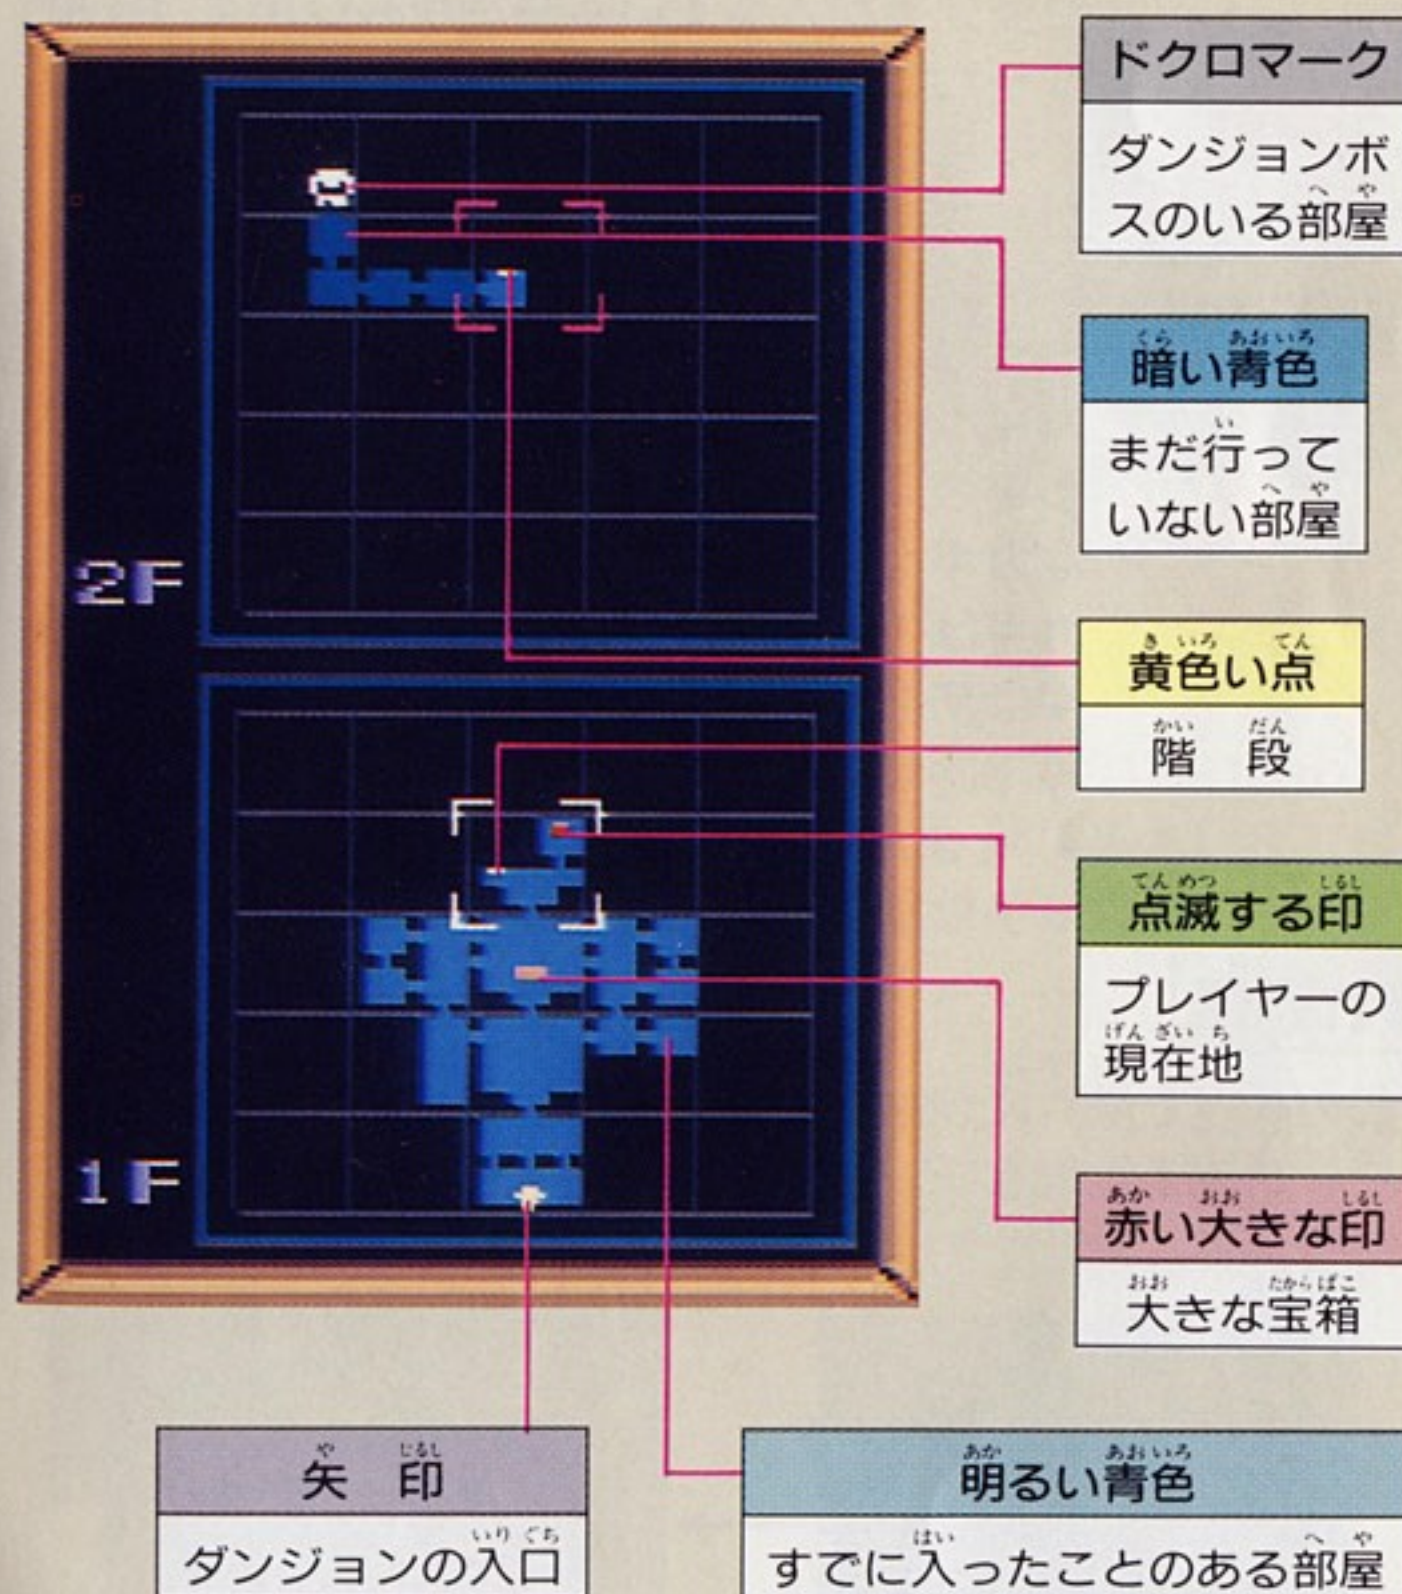 ドクロマーク
ダンジョンボ
スのいる部屋
暗い青色
まだ行って
いない部屋
2F
黄色い点
階 段
点滅する印
プレイヤーの
現在地
1F
赤い大きな印
大きな宝箱
矢 印
ダンジョンの入口
明るい青色
すでに入ったことのある部屋